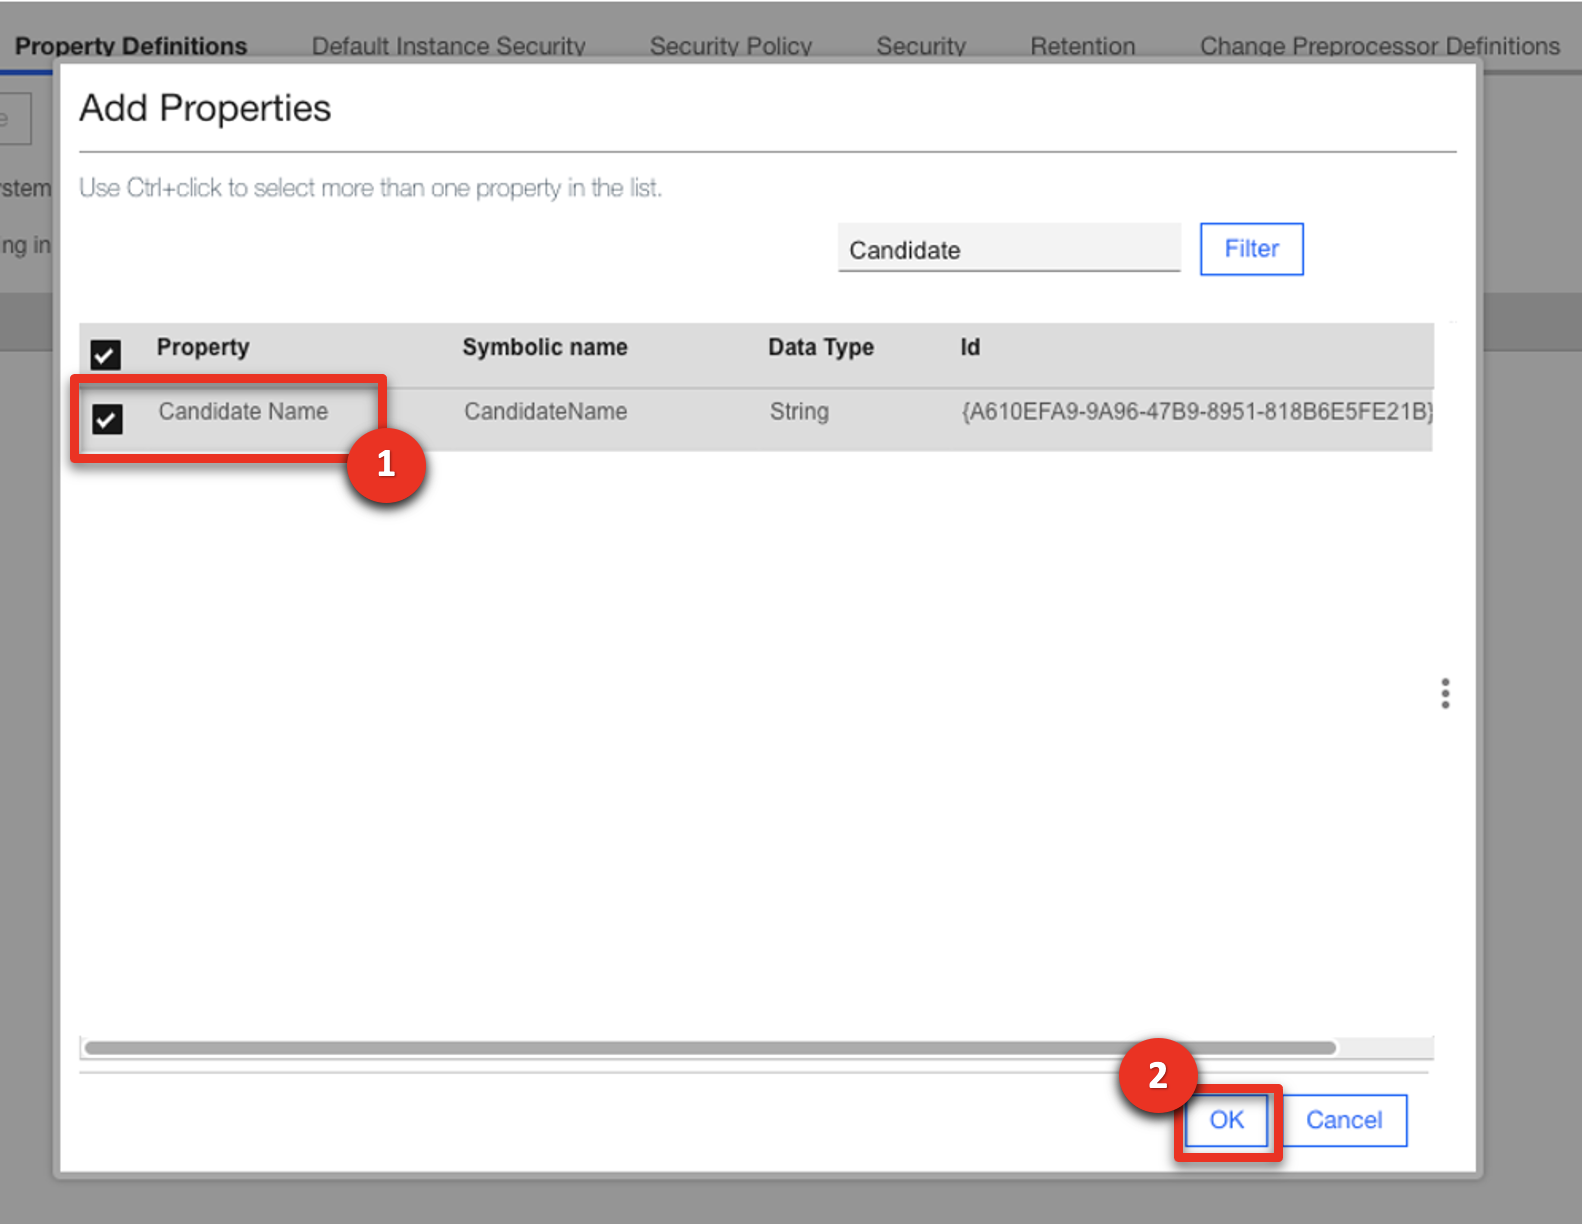 Property Definitions Default Instance Security Security Policy Security Retention Change Preprocessor Definitions
Add Properties
e
ystem
Use Ctrl+click to select more than one property in the list.
ng in
Candidate Filter
Property Symbolic name Data Type Id
Candidate Name CandidateName String {A610EFA9-9A96-47B9-8951-818B6E5FE21B}
1
2
OK Cancel